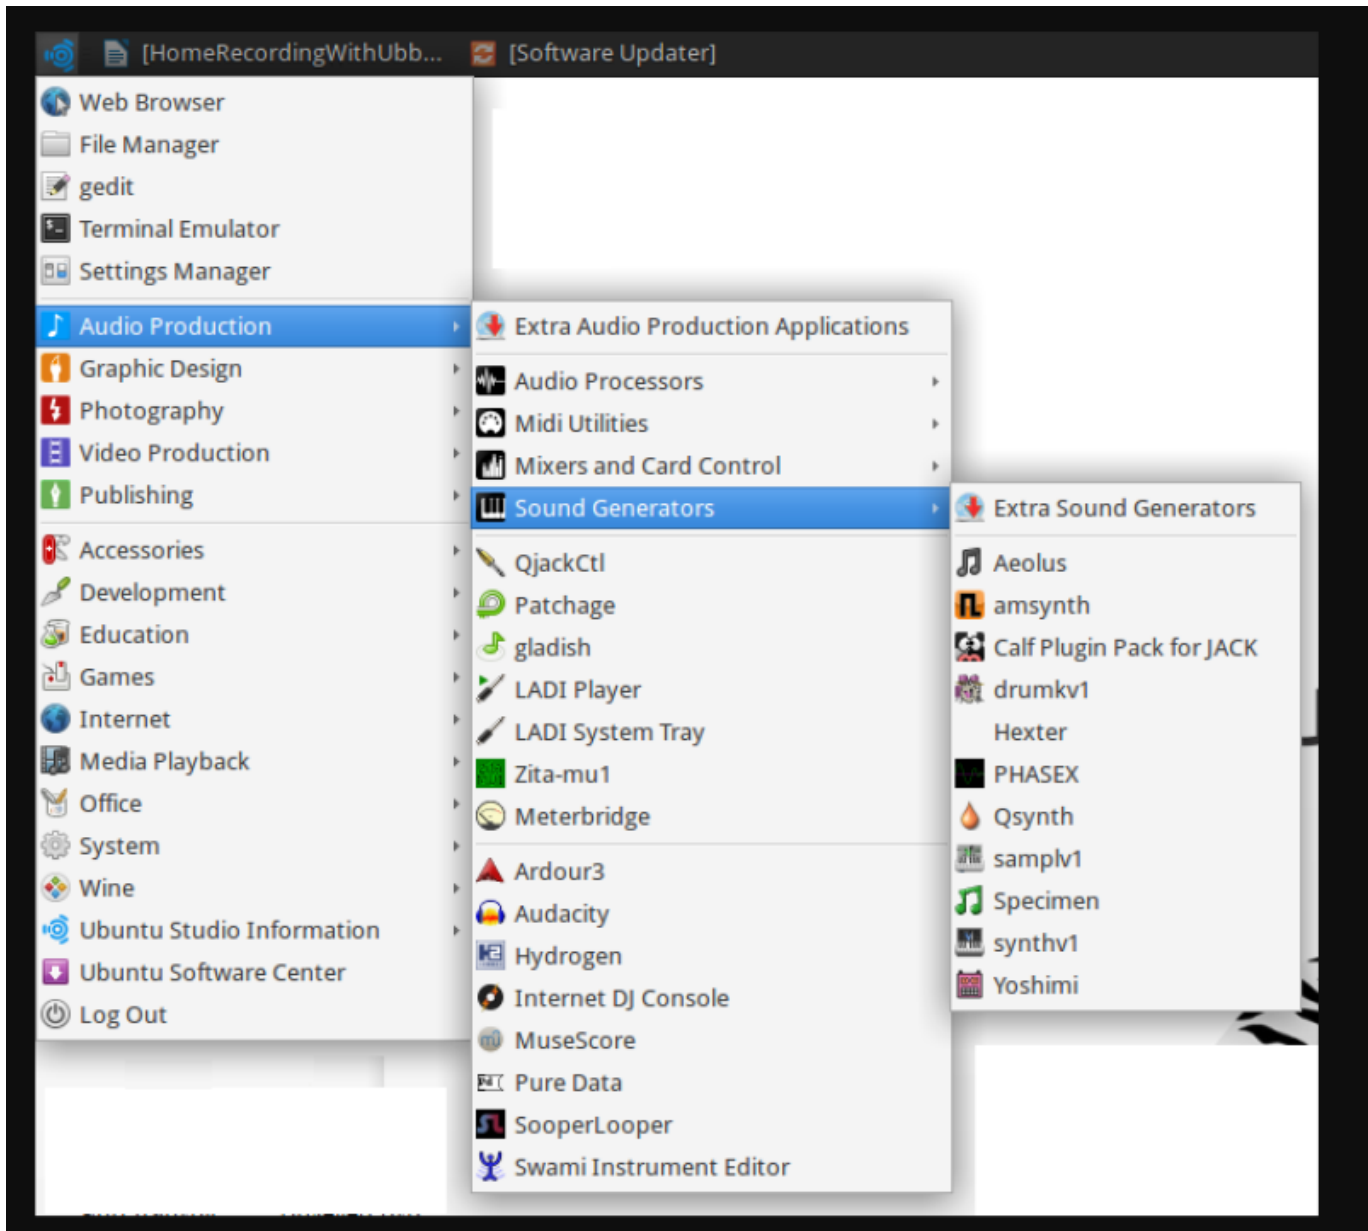 [HomeRecordingWithUbb... [Software Updater]
Web Browser
File Manager
gedit
Terminal Emulator
Settings Manager
Audio Production
Graphic Design
Photography
Video Production
Publishing
Accessories
Development
Education
Games
Internet
Media Playback
Office
System
Wine
Ubuntu Studio Information
Ubuntu Software Center
Log Out
Extra Audio Production Applications
Audio Processors
Midi Utilities
Mixers and Card Control
Sound Generators
QjackCtl
Patchage
gladish
LADI Player
LADI System Tray
Zita-mu1
Meterbridge
Ardour3
Audacity
Hydrogen
Internet DJ Console
MuseScore
Pure Data
SooperLooper
Swami Instrument Editor
Extra Sound Generators
Aeolus
amsynth
Calf Plugin Pack for JACK
drumkv1
Hexter
PHASEX
Qsynth
samplv1
Specimen
synthv1
Yoshimi